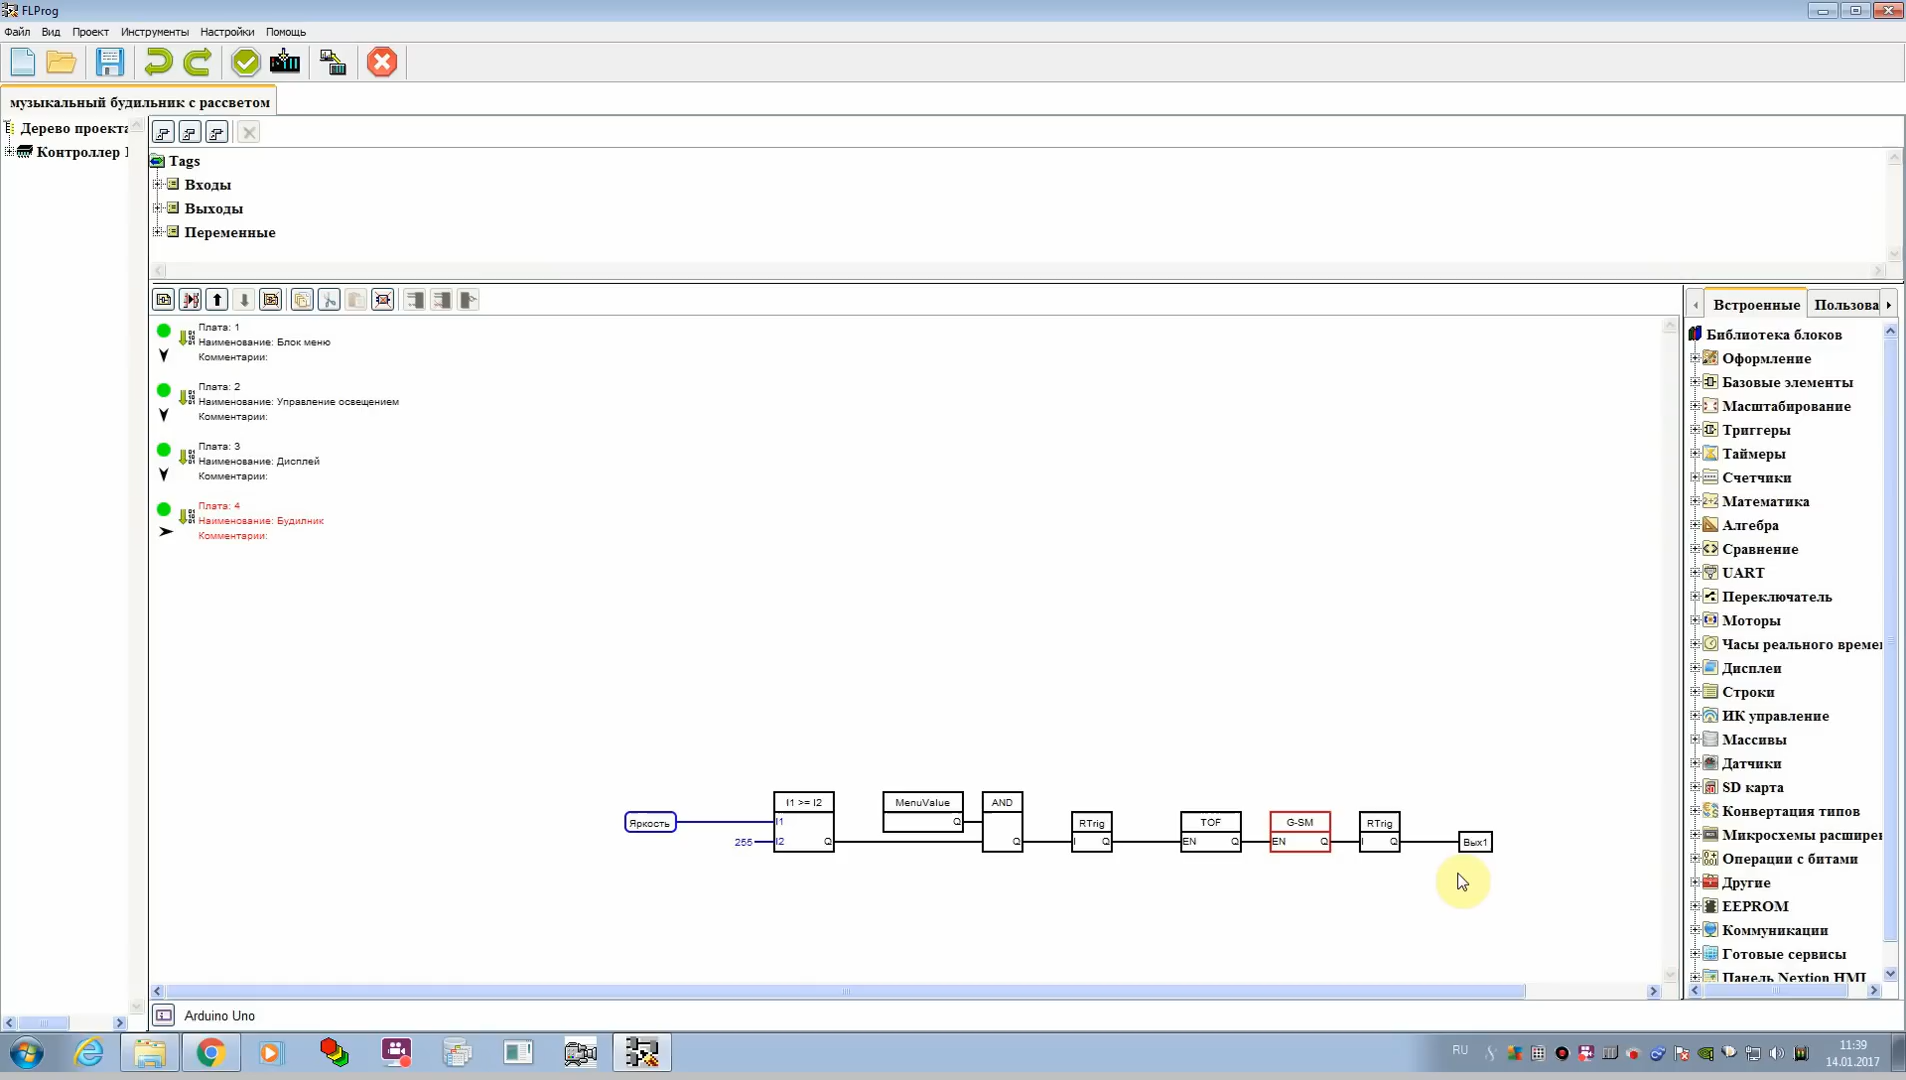 FLProg
Файл Вид Проект Инструменты Настройки Помощь
музыкальный будильник с рассветом
Дерево проекта
Контроллер 1
Tags
Входы
Выходы
Переменные
Плата: 1
Наименование: Блок меню
Комментарии:
Плата: 2
Наименование: Управление освещением
Комментарии:
Плата: 3
Наименование: Дисплей
Комментарии:
Плата: 4
Наименование: Будилник
Комментарии:
I1 >= I2 MenuValue AND
Яркость I1 Q RTrig TOF G-SM RTrig
255 I2 Q Q I Q EN Q EN Q I Q Вых1
Встроенные Пользова
Библиотека блоков
Оформление
Базовые элементы
Масштабирование
Триггеры
Таймеры
Счетчики
Математика
Алгебра
Сравнение
UART
Переключатель
Моторы
Часы реального времен
Дисплеи
Строки
ИК управление
Массивы
Датчики
SD карта
Конвертация типов
Микросхемы расширен
Операции с битами
Другие
EEPROM
Коммуникации
Готовые сервисы
Панель Nextion HMI
Arduino Uno
RU
11:39
14.01.2017